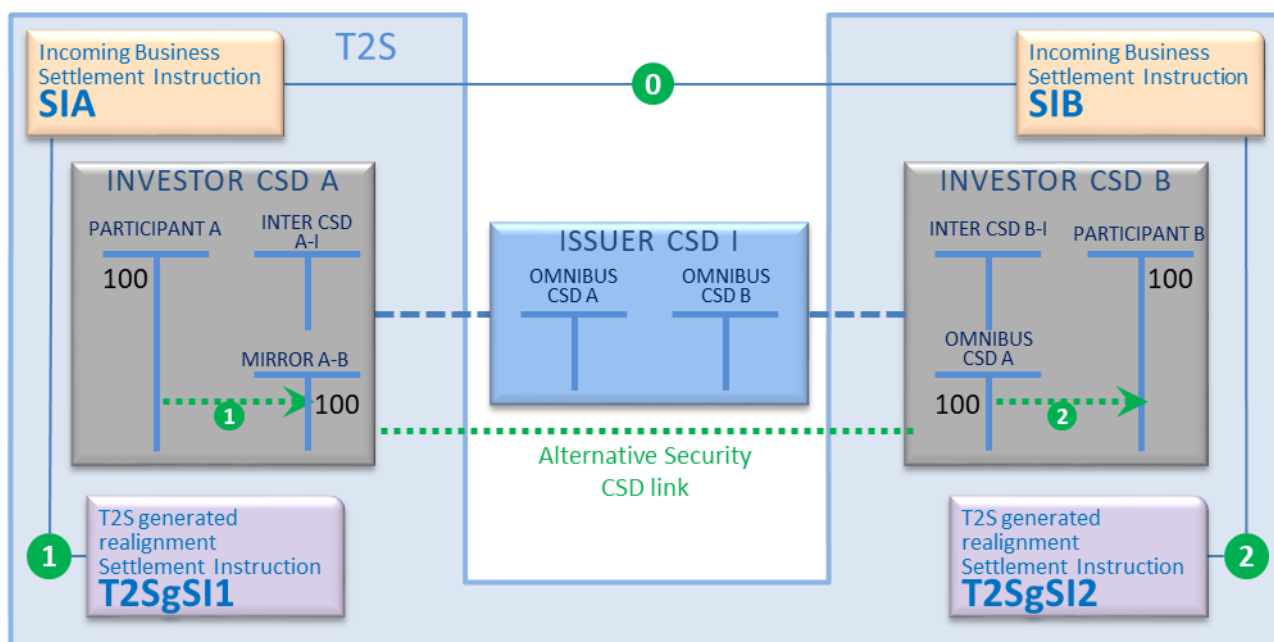 T2S
Incoming Business
Settlement Instruction
SIA
0
Incoming Business
Settlement Instruction
SIB
INVESTOR CSD A
PARTICIPANT A
INTER CSD
A-I
100
MIRROR A-B
100
1
ISSUER CSD I
OMNIBUS
CSD A
OMNIBUS
CSD B
INVESTOR CSD B
INTER CSD B-I
PARTICIPANT B
100
OMNIBUS
CSD A
100
2
Alternative Security
CSD link
1
T2S generated
realignment
Settlement Instruction
T2SgSI1
T2S generated
realignment
Settlement Instruction
T2SgSI2
2